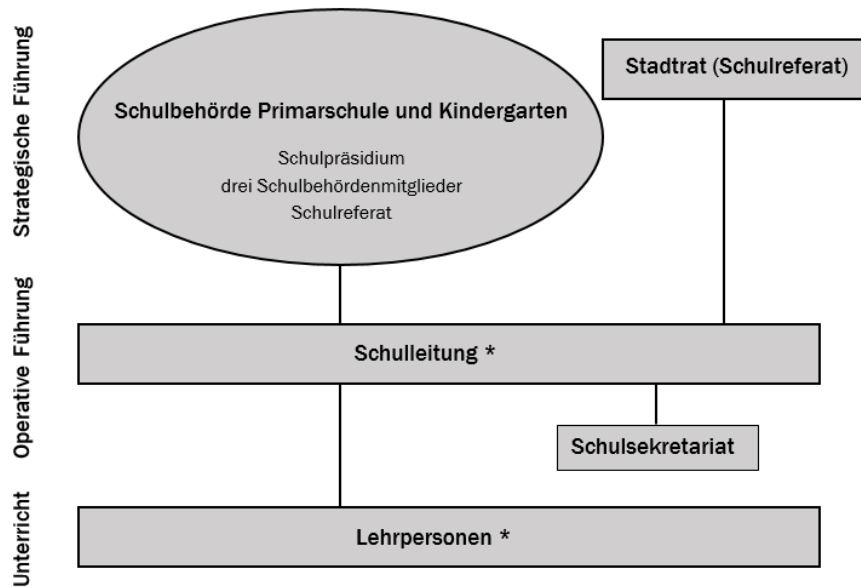 Strategische Führung
Schulbehörde Primarschule und Kindergarten
Schulpräsidium
drei Schulbehördenmitglieder
Schulreferat
Stadtrat (Schulreferat)
Operative Führung
Schulleitung *
Schulsekretariat
Unterricht
Lehrpersonen *